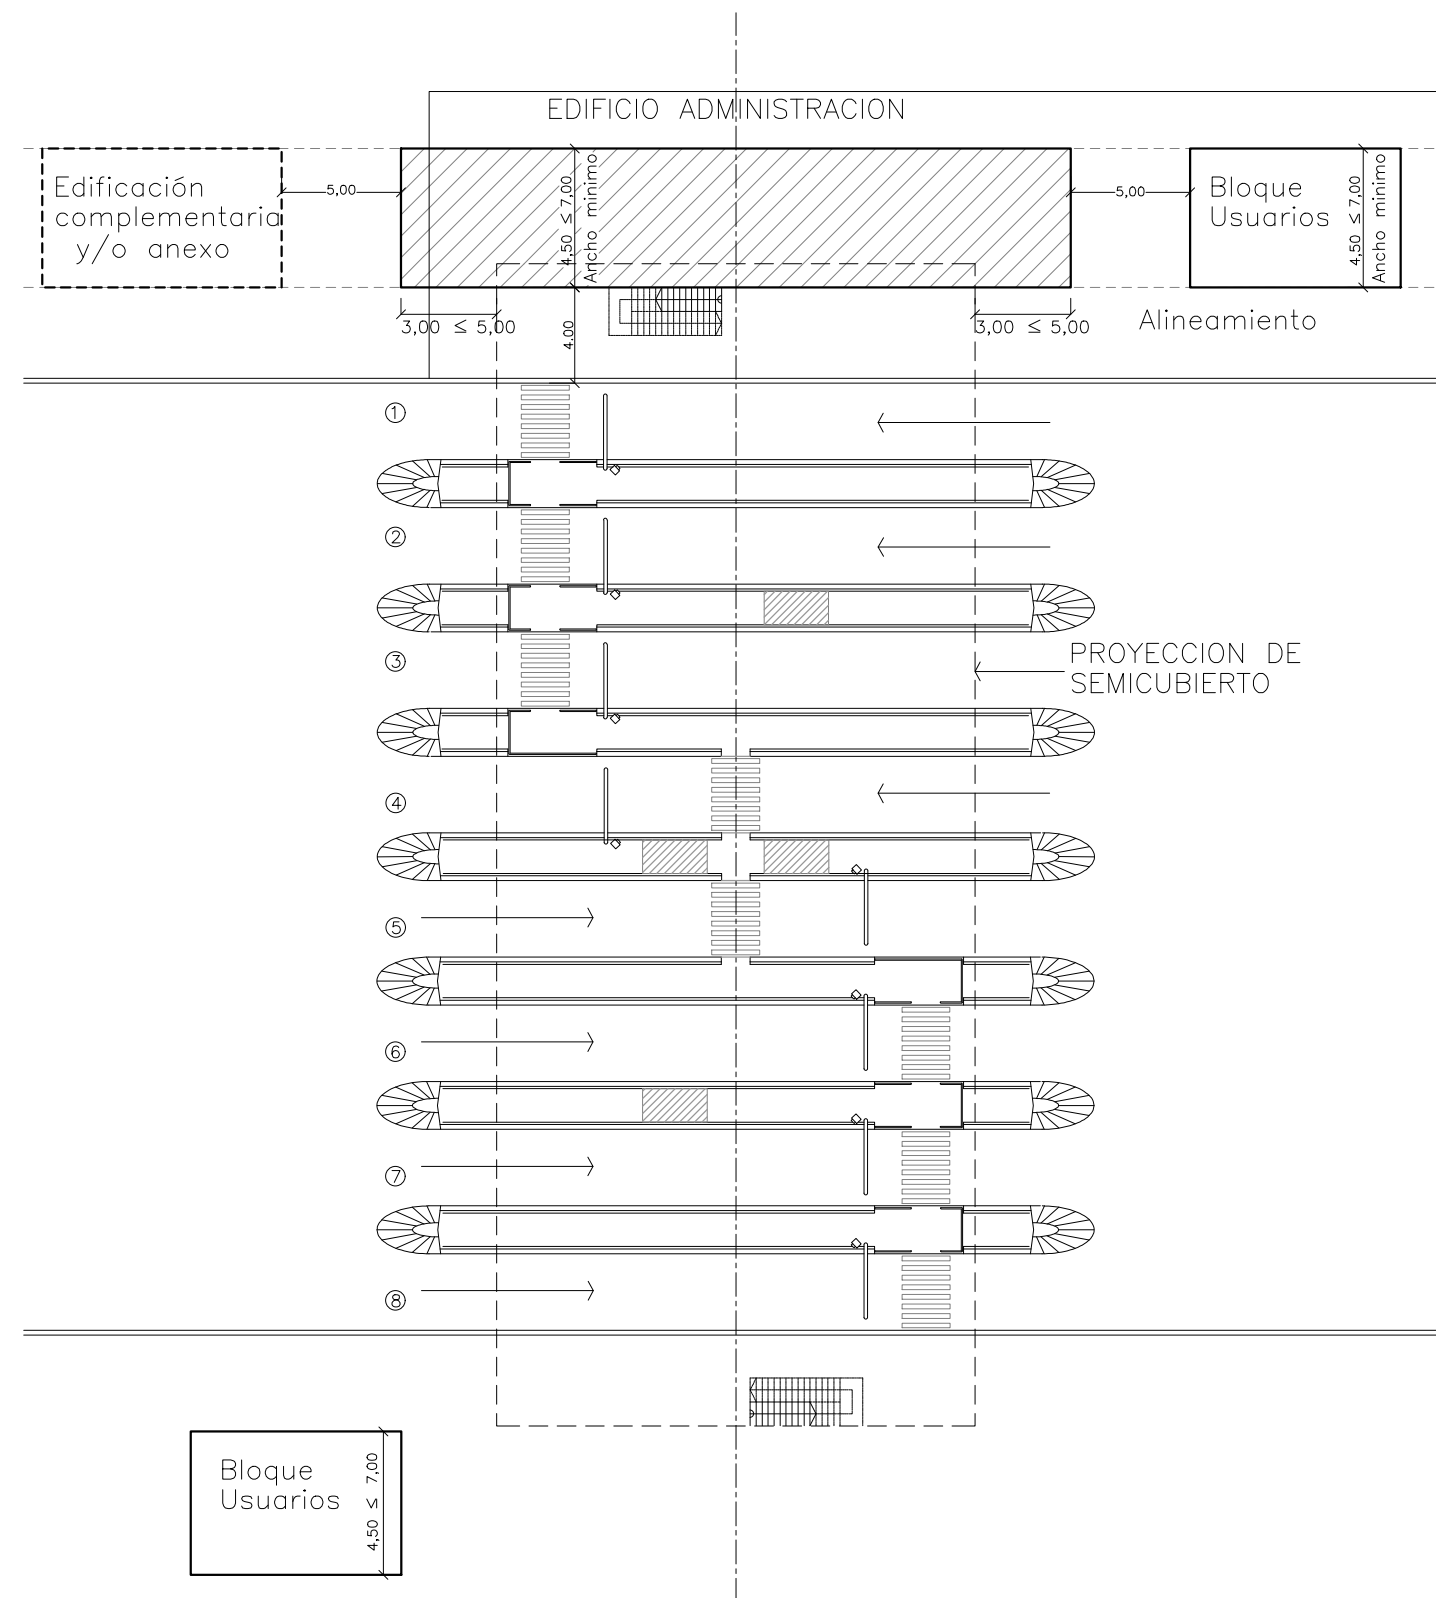 EDIFICIO ADMINISTRACION
Edificación
complementaria
y/o anexo
5,00
4,50 ≤ 7,00
Ancho minimo
5,00
Bloque
Usuarios
4,50 ≤ 7,00
Ancho minimo
3,00 ≤ 5,00
4.00
3,00 ≤ 5,00
Alineamiento
1
2
3
PROYECCION DE
SEMICUBIERTO
4
5
6
7
8
Bloque
Usuarios
4,50 ≤ 7,00